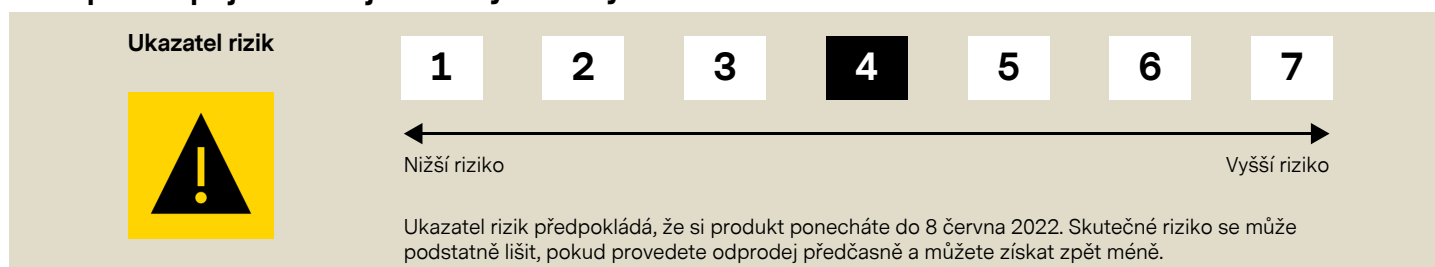 Ukazatel rizik
1 2 3 4 5 6 7
Nižší riziko Vyšší riziko
Ukazatel rizik předpokládá, že si produkt ponecháte do 8 června 2022. Skutečné riziko se může
podstatně lišit, pokud provedete odprodej předčasně a můžete získat zpět méně.